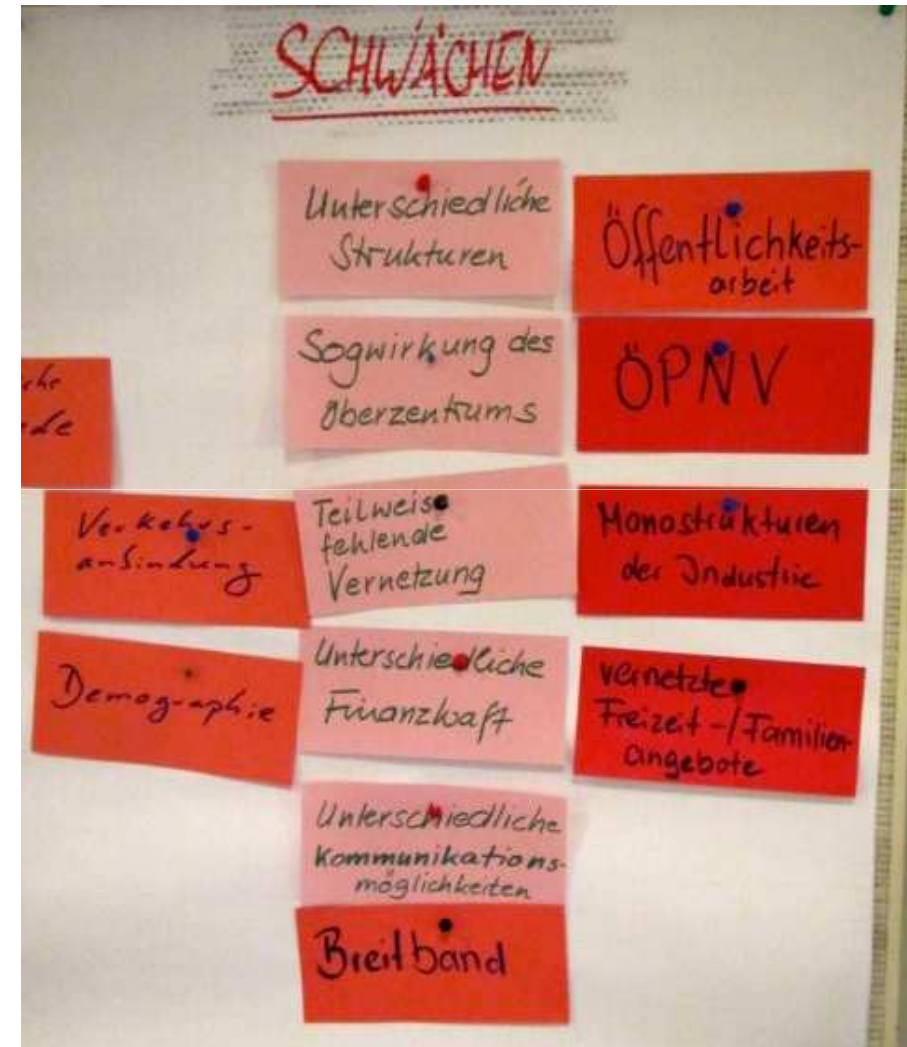 SCHWÄCHEN
Unterschiedliche
Strukturen
Öffentlichkeits-
arbeit
Sogwirkung des
Oberzentrums
ÖPNV
Verkehrs-
anbindung
Teilweise
fehlende
Vernetzung
Monostrukturen
der Industrie
Demographie
Unterschiedliche
Finanzkraft
vernetzte
Freizeit-/Familien-
angebote
Unterschiedliche
Kommunikations-
möglichkeiten
Breitband